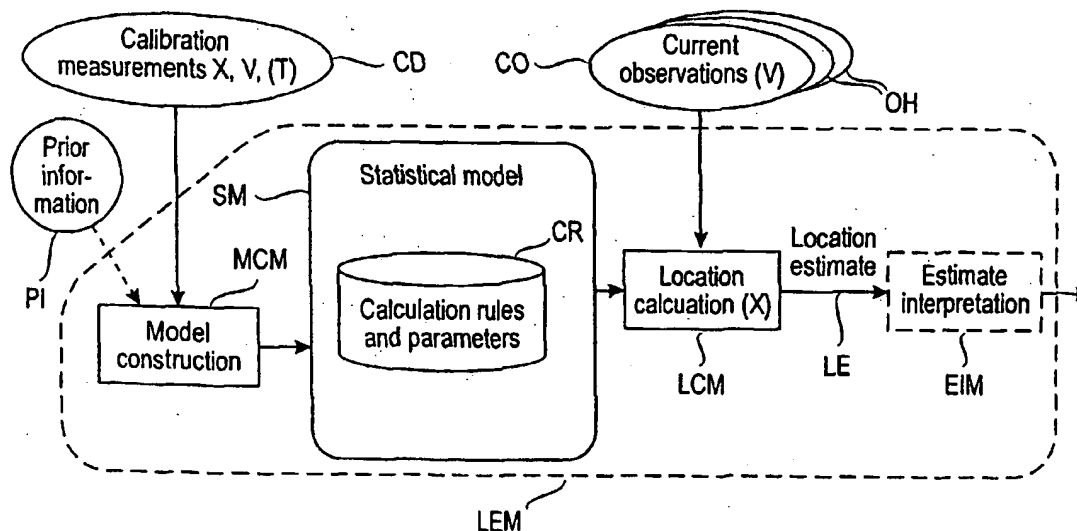 Calibration
measurements X, V, (T)
CD
CO
Current
observations (V)
OH
Prior
infor-
mation
PI
SM
Statistical model
CR
Calculation rules
and parameters
MCM
Model
construction
Location
calcuation (X)
LCM
Location
estimate
LE
Estimate
interpretation
EIM
LEM